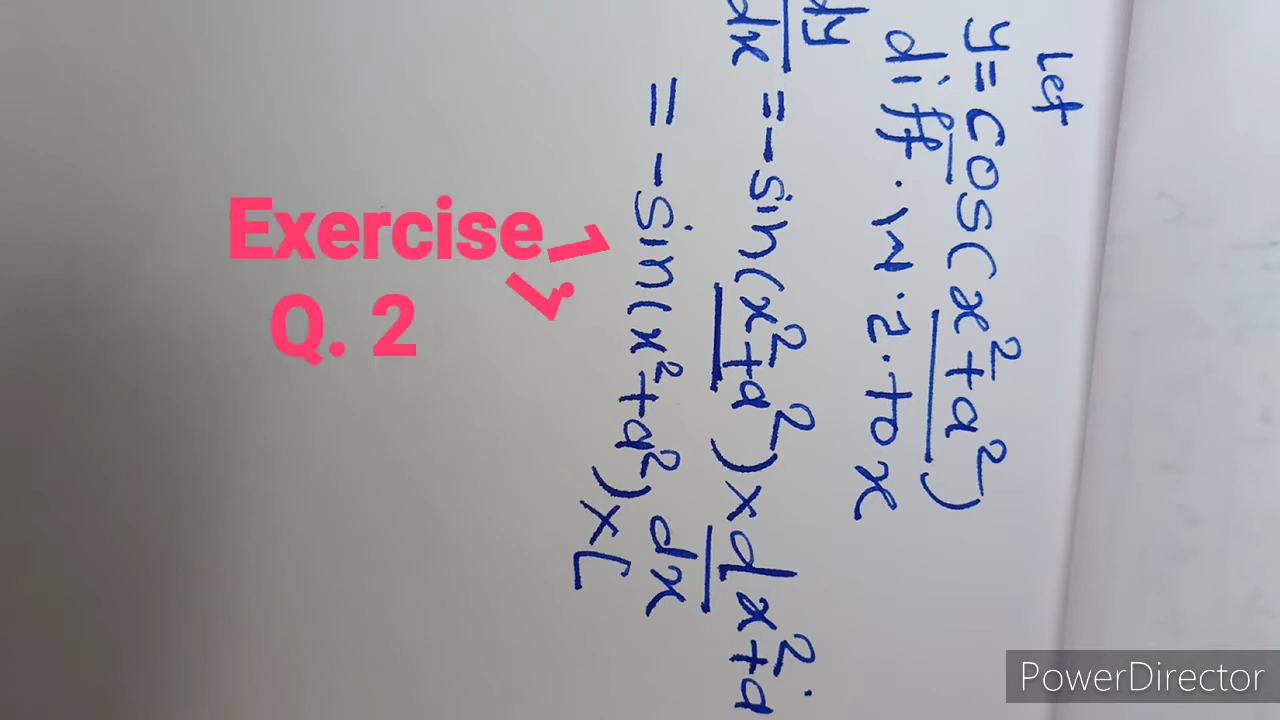 Let
y = cos(x²+a²)
diff. w.r.to x
dy/dx = -sin(x²+a²) x d/dx x²+a
= -sin(x²+a²) x [
Exercise 1.
Q. 2
PowerDirector